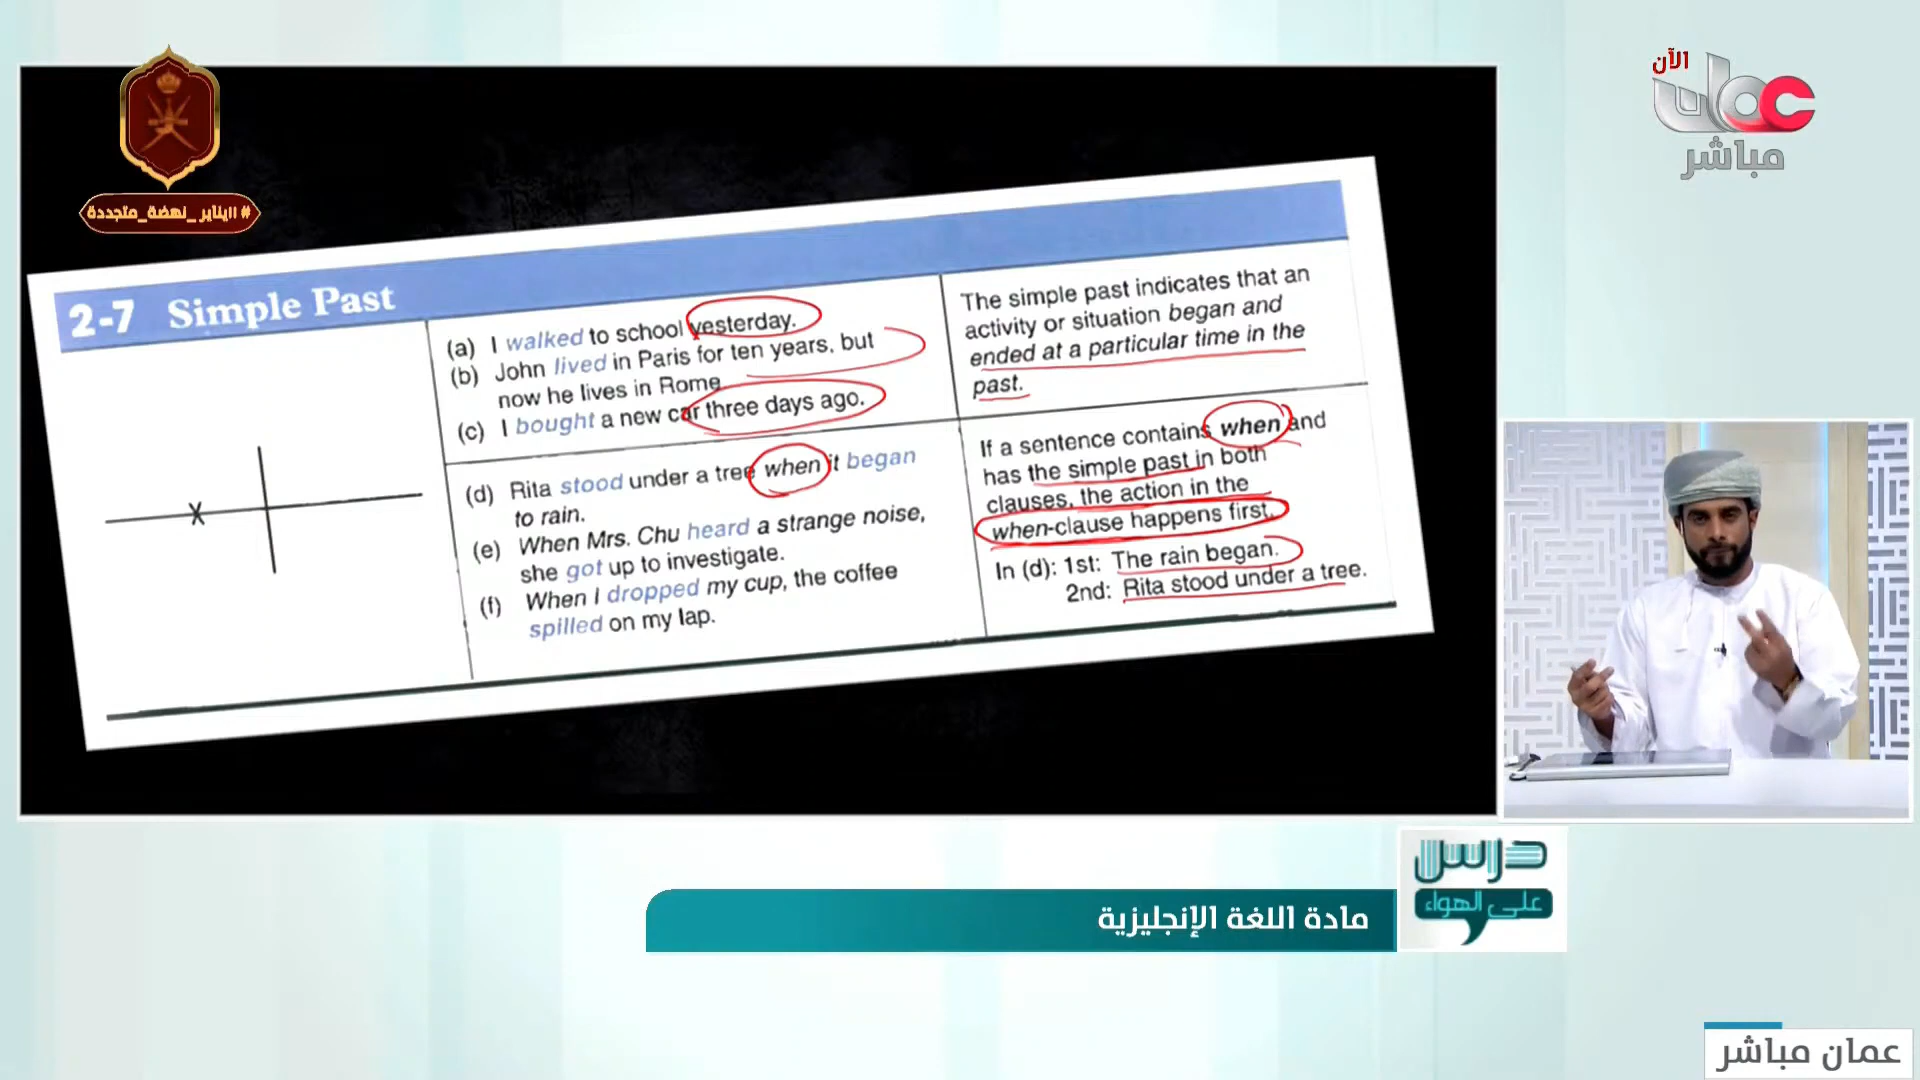 الآن
عمان
مباشر
# ١١يناير_نهضة_متجددة
2-7 Simple Past
(a) I walked to school yesterday.
(b) John lived in Paris for ten years, but
now he lives in Rome.
(c) I bought a new car three days ago.
The simple past indicates that an
activity or situation began and
ended at a particular time in the
past.
(d) Rita stood under a tree when it began
to rain.
(e) When Mrs. Chu heard a strange noise,
she got up to investigate.
(f) When I dropped my cup, the coffee
spilled on my lap.
If a sentence contains when and
has the simple past in both
clauses, the action in the
when-clause happens first.
In (d): 1st: The rain began.
2nd: Rita stood under a tree.
درس
على الهواء
مادة اللغة الإنجليزية
عمان مباشر